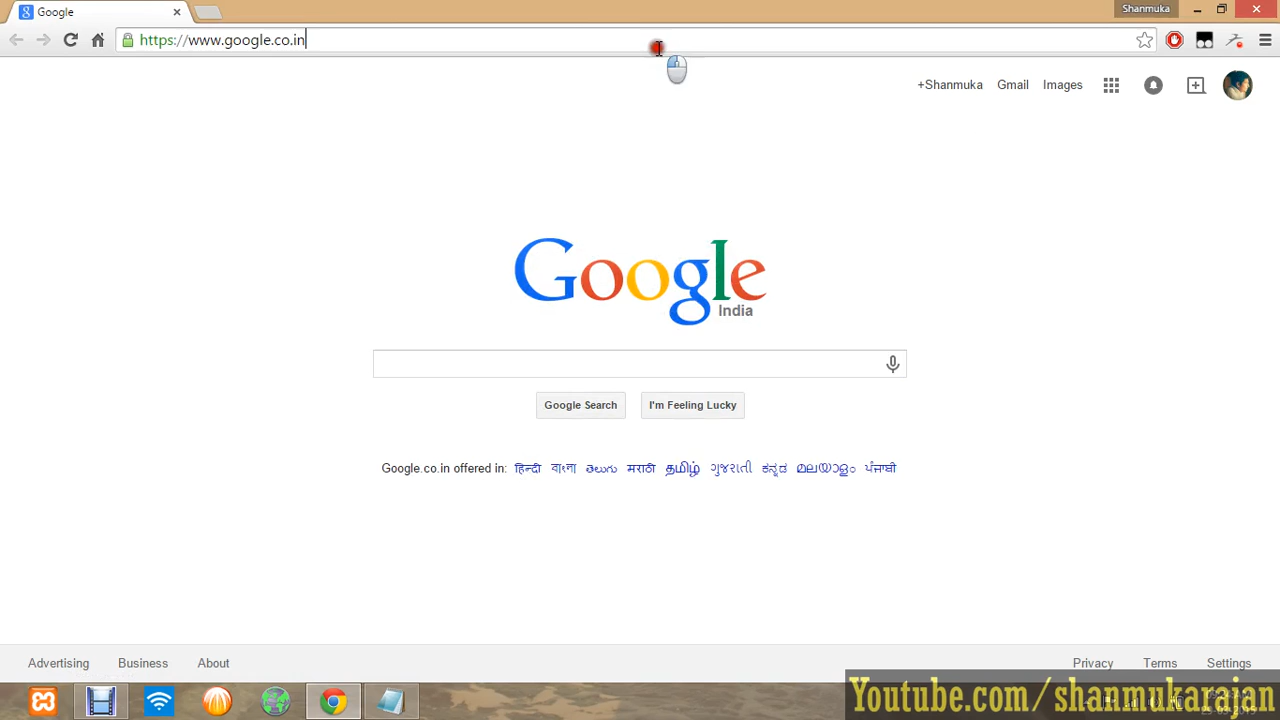 Google
Shanmuka
https://www.google.co.in
+Shanmuka Gmail Images
Google
India
Google Search I'm Feeling Lucky
Google.co.in offered in: हिन्दी বাংলা తెలుగు मराठी தமிழ் ગુજરાતી ಕನ್ನಡ മലയാളം ਪੰਜਾਬੀ
Advertising Business About Privacy Terms Settings
Youtube.com/shanmukarajan